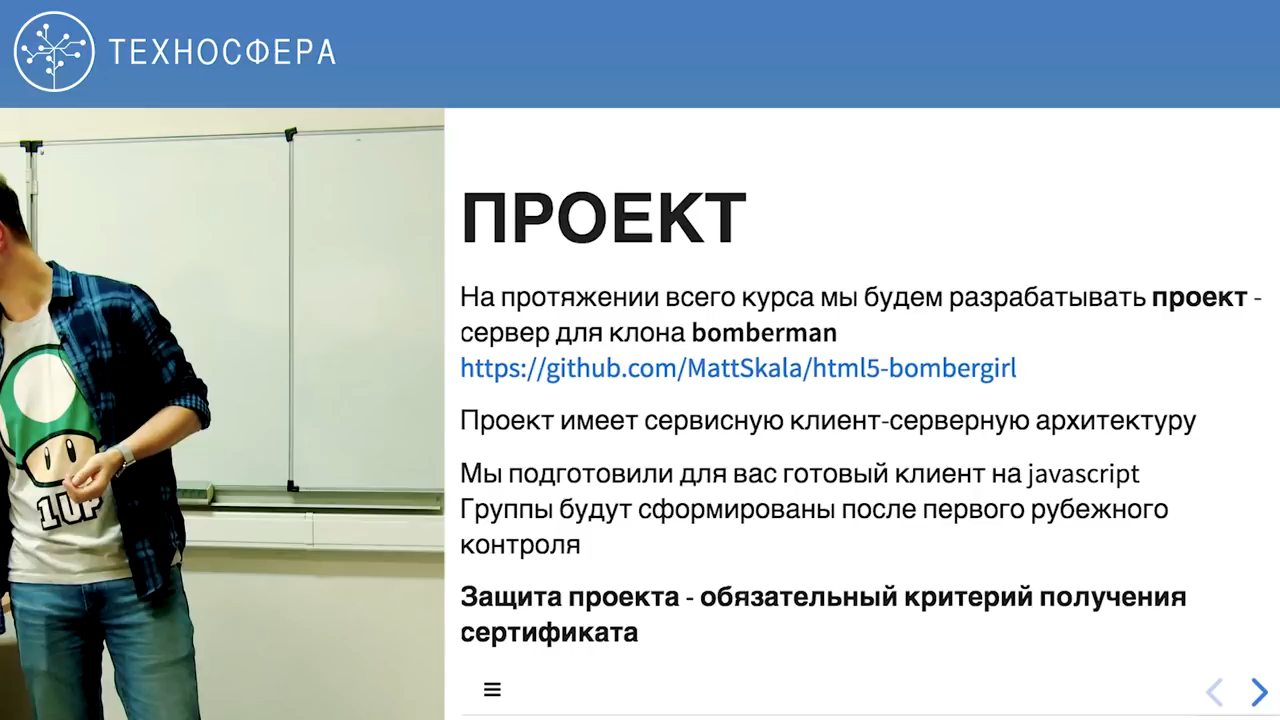 ТЕХНОСФЕРА
ПРОЕКТ
На протяжении всего курса мы будем разрабатывать проект -
сервер для клона bomberman
https://github.com/MattSkala/html5-bombergirl
Проект имеет сервисную клиент-серверную архитектуру
Мы подготовили для вас готовый клиент на javascript
Группы будут сформированы после первого рубежного
контроля
Защита проекта - обязательный критерий получения
сертификата
1UP